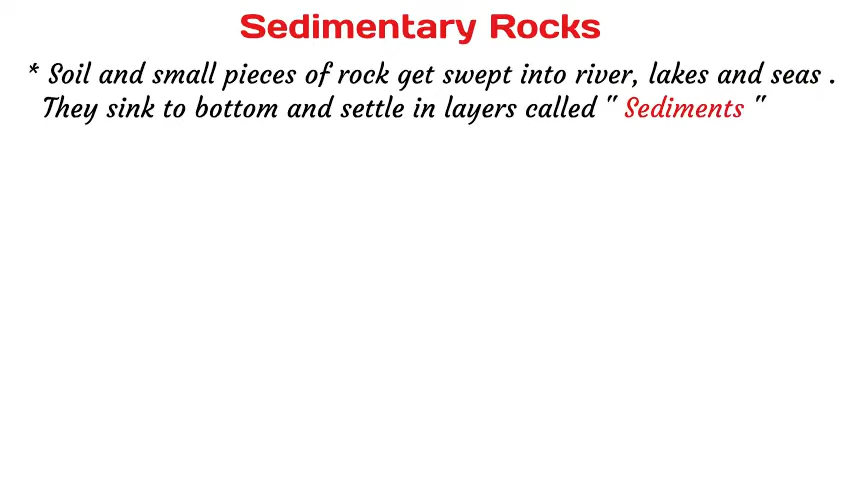 Sedimentary Rocks
* Soil and small pieces of rock get swept into river, lakes and seas .
They sink to bottom and settle in layers called " Sediments "